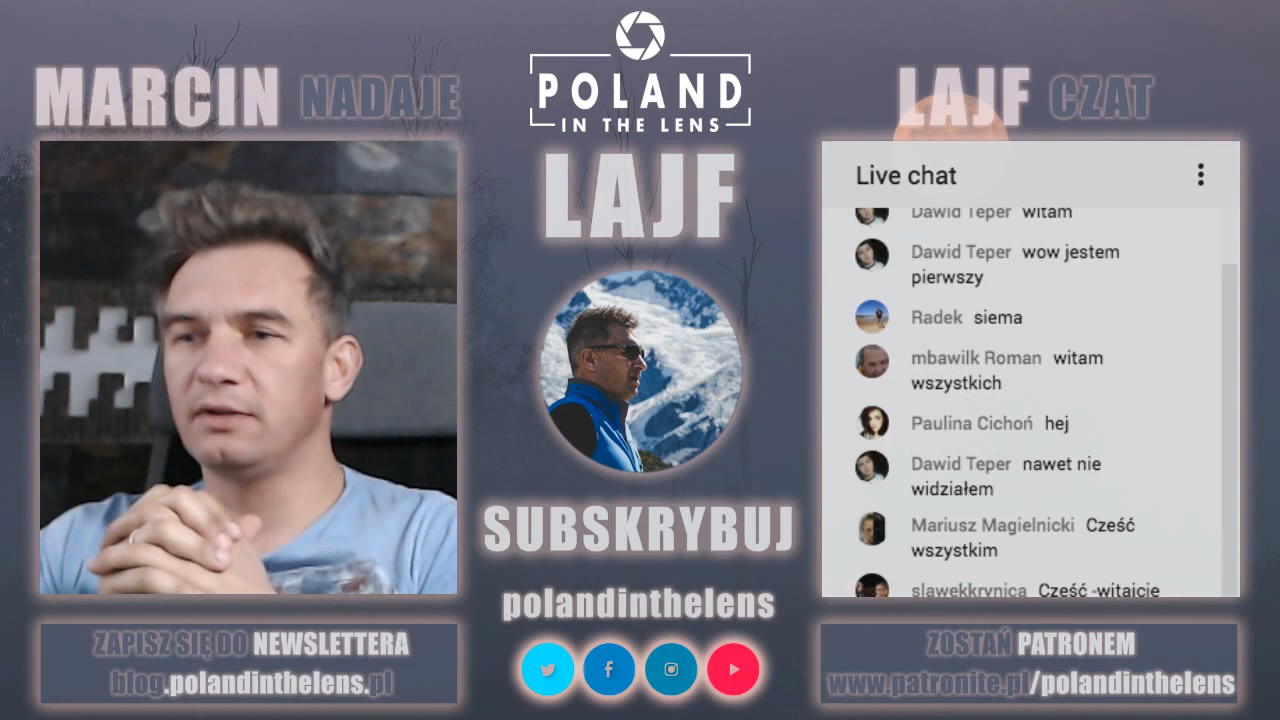 MARCIN NADAJE
POLAND
IN THE LENS
LAJF
LAJF CZAT
Live chat
Dawid Teper witam
Dawid Teper wow jestem
pierwszy
Radek siema
mbawilk Roman witam
wszystkich
Paulina Cichoń hej
Dawid Teper nawet nie
widziałem
Mariusz Magielnicki Cześć
wszystkim
slawekkrynica Cześć -witajcie
SUBSKRYBUJ
polandinthelens
ZAPISZ SIĘ DO NEWSLETTERA
blog.polandinthelens.pl
ZOSTAŃ PATRONEM
www.patronite.pl/polandinthelens